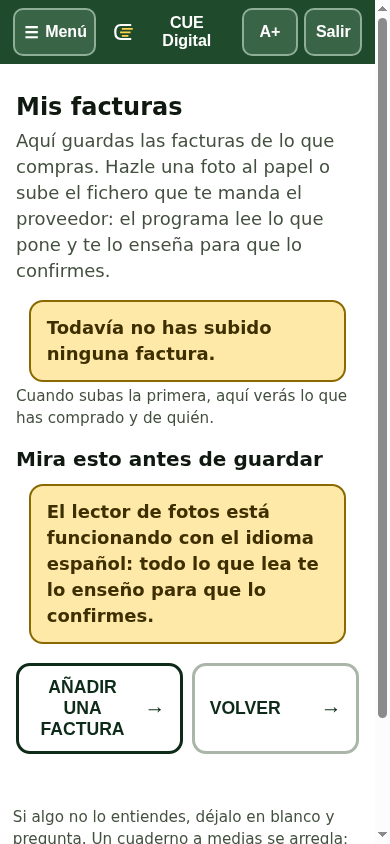 ☰ Menú
CUE
Digital
A+
Salir
Mis facturas
Aquí guardas las facturas de lo que
compras. Hazle una foto al papel o
sube el fichero que te manda el
proveedor: el programa lee lo que
pone y te lo enseña para que lo
confirmes.
Todavía no has subido
ninguna factura.
Cuando subas la primera, aquí verás lo que
has comprado y de quién.
Mira esto antes de guardar
El lector de fotos está
funcionando con el idioma
español: todo lo que lea te
lo enseño para que lo
confirmes.
AÑADIR
UNA
FACTURA →
VOLVER →
Si algo no lo entiendes, déjalo en blanco y
pregunta. Un cuaderno a medias se arregla: